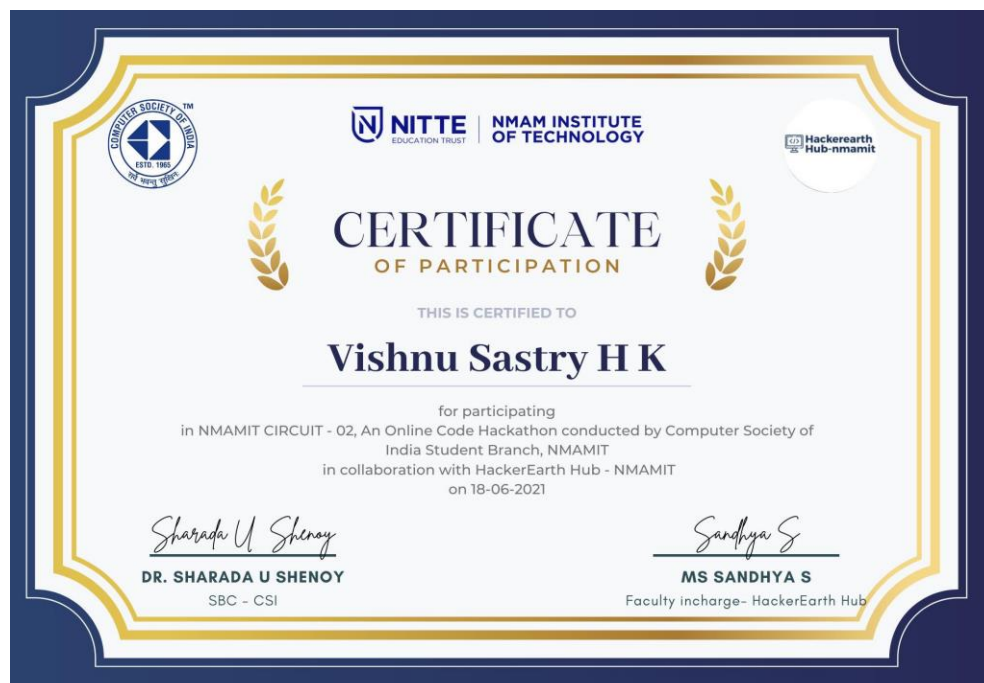 COMPUTER SOCIETY OF INDIA
TM
ESTD. 1965
सर्वे भवन्तु सुखिनः
N NITTE
EDUCATION TRUST
NMAM INSTITUTE
OF TECHNOLOGY
Hackerearth
Hub-nmamit
CERTIFICATE
OF PARTICIPATION
THIS IS CERTIFIED TO
Vishnu Sastry H K
for participating
in NMAMIT CIRCUIT - 02, An Online Code Hackathon conducted by Computer Society of
India Student Branch, NMAMIT
in collaboration with HackerEarth Hub - NMAMIT
on 18-06-2021
Sharada U Shenoy
Sandhya S
DR. SHARADA U SHENOY
MS SANDHYA S
SBC - CSI
Faculty incharge- HackerEarth Hub